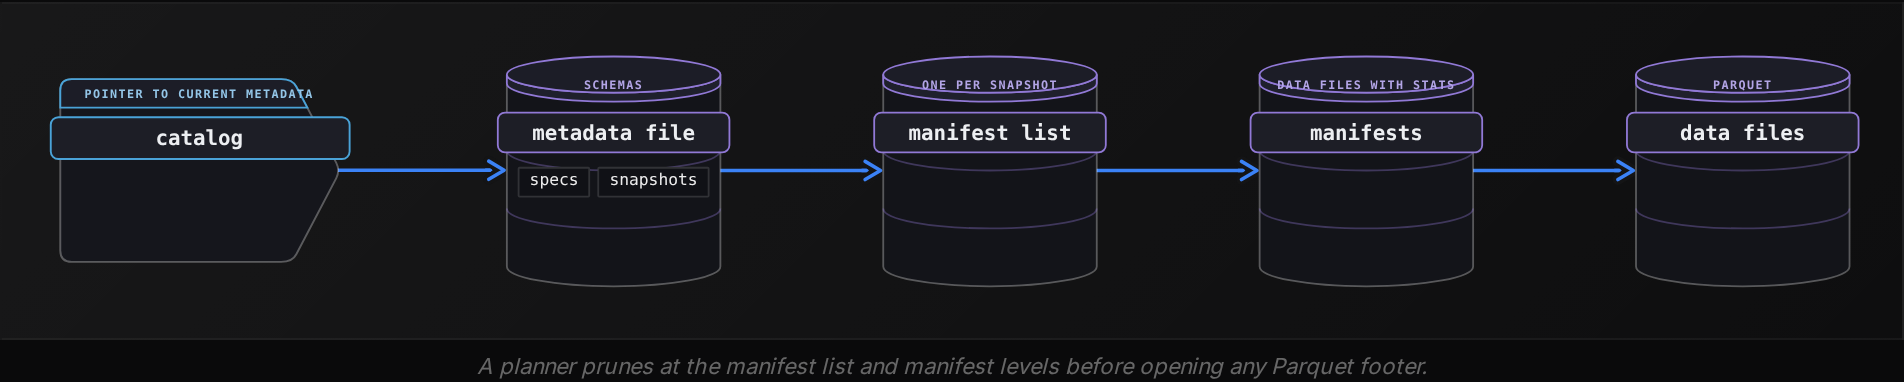 POINTER TO CURRENT METADATA
catalog
SCHEMAS
metadata file
specs
snapshots
ONE PER SNAPSHOT
manifest list
DATA FILES WITH STATS
manifests
PARQUET
data files
A planner prunes at the manifest list and manifest levels before opening any Parquet footer.